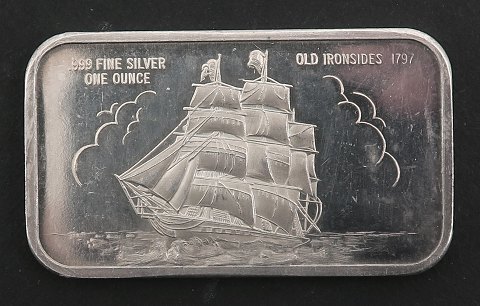 .999 FINE SILVER
ONE OUNCE
OLD IRONSIDES 1797